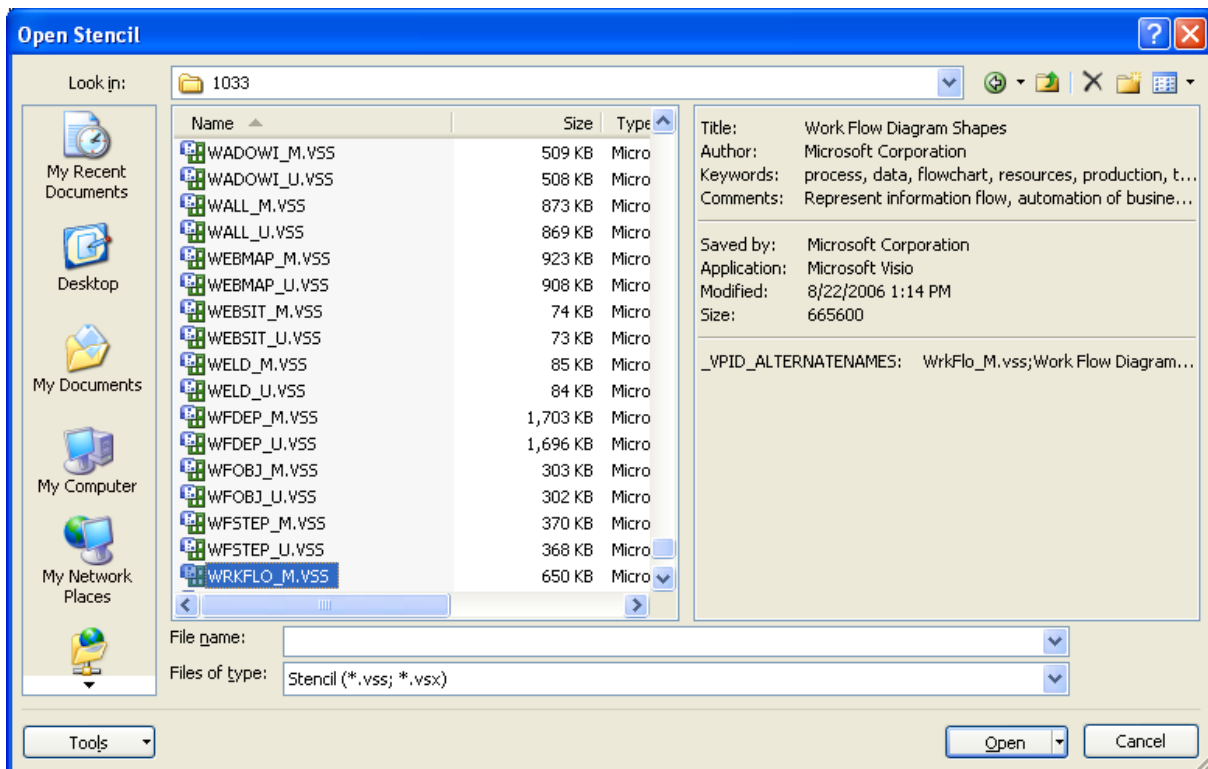 Open Stencil
Look in: 1033
My Recent Documents
Desktop
My Documents
My Computer
My Network Places
Name Size Type
WADOWI_M.VSS 509 KB Micro
WADOWI_U.VSS 508 KB Micro
WALL_M.VSS 873 KB Micro
WALL_U.VSS 869 KB Micro
WEBMAP_M.VSS 923 KB Micro
WEBMAP_U.VSS 908 KB Micro
WEBSIT_M.VSS 74 KB Micro
WEBSIT_U.VSS 73 KB Micro
WELD_M.VSS 85 KB Micro
WELD_U.VSS 84 KB Micro
WFDEP_M.VSS 1,703 KB Micro
WFDEP_U.VSS 1,696 KB Micro
WFOBJ_M.VSS 303 KB Micro
WFOBJ_U.VSS 302 KB Micro
WFSTEP_M.VSS 370 KB Micro
WFSTEP_U.VSS 368 KB Micro
WRKFLO_M.VSS 650 KB Micro
Title: Work Flow Diagram Shapes
Author: Microsoft Corporation
Keywords: process, data, flowchart, resources, production, t...
Comments: Represent information flow, automation of busine...
Saved by: Microsoft Corporation
Application: Microsoft Visio
Modified: 8/22/2006 1:14 PM
Size: 665600
_VPID_ALTERNATENAMES: WrkFlo_M.vss;Work Flow Diagram...
File name:
Files of type: Stencil (*.vss; *.vsx)
Tools Open Cancel